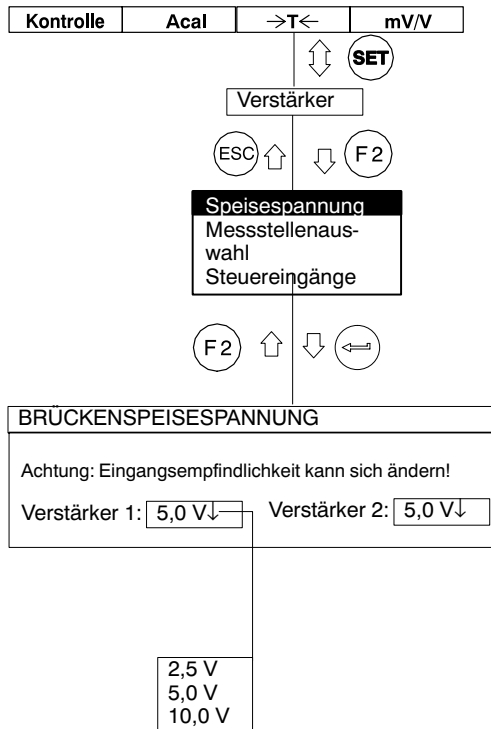 Kontrolle Acal →T← mV/V
SET
Verstärker
ESC F2
Speisespannung
Messstellenaus-
wahl
Steuereingänge
F2
BRÜCKENSPEISESPANNUNG
Achtung: Eingangsempfindlichkeit kann sich ändern!
Verstärker 1: 5,0 V↓ Verstärker 2: 5,0 V↓
2,5 V
5,0 V
10,0 V